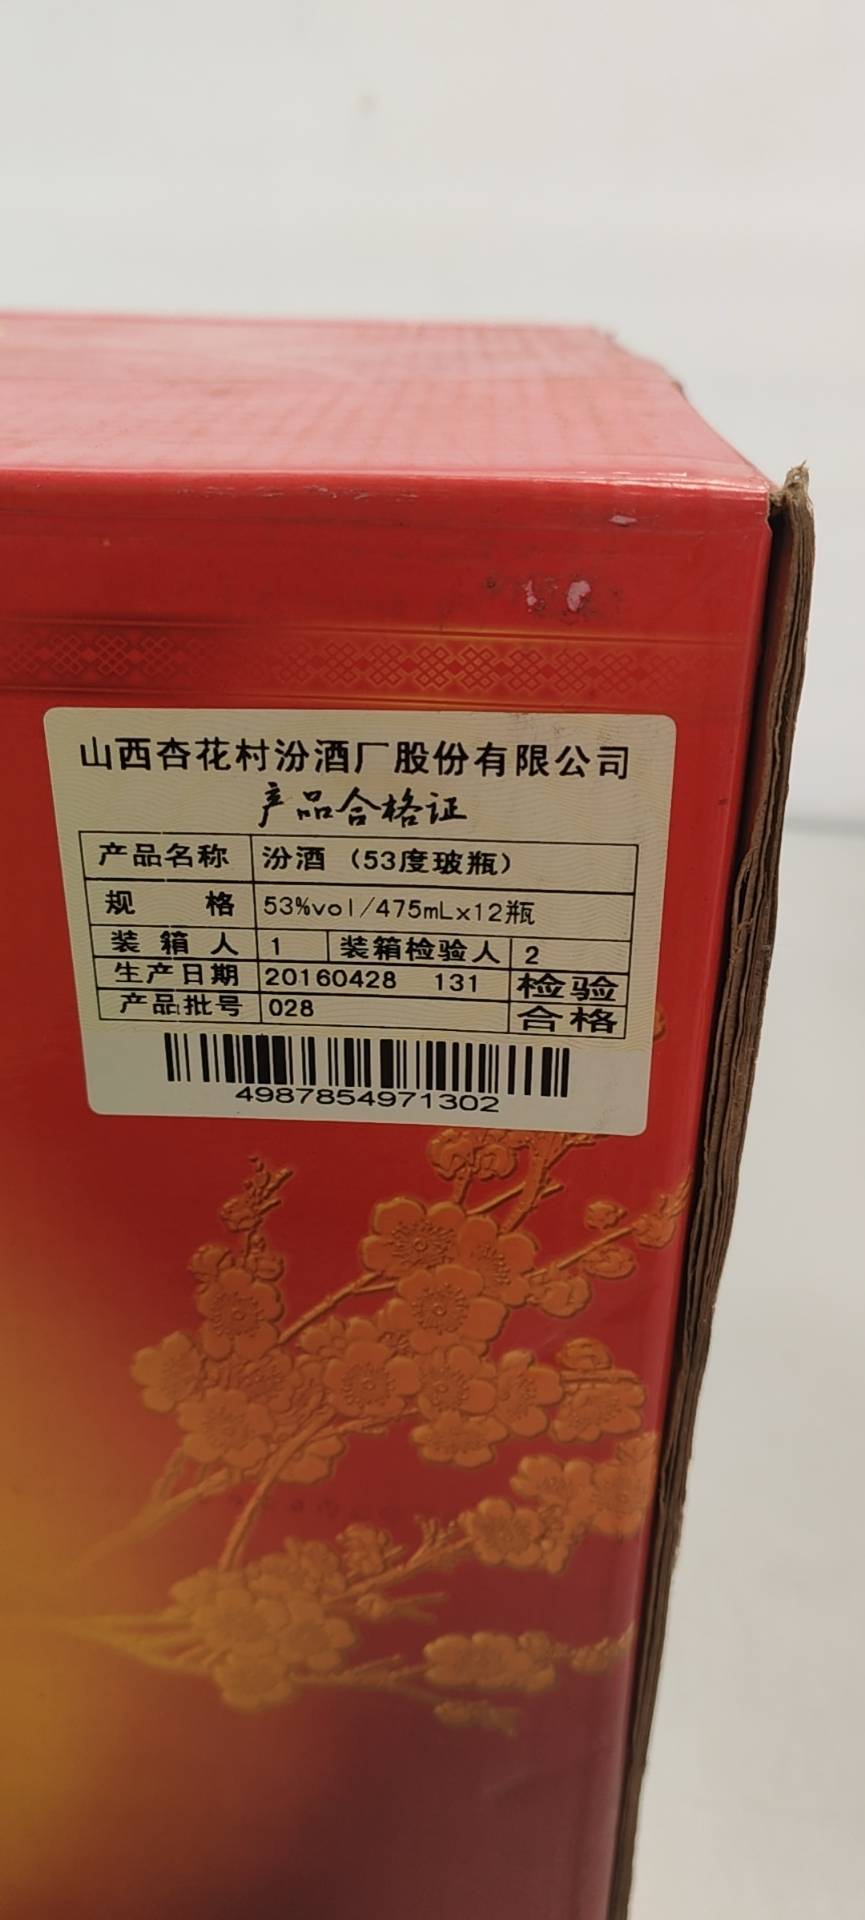 山西杏花村汾酒厂股份有限公司
产品合格证
产品名称 汾酒（53度玻瓶）
规 格 53%vol/475mLx12瓶
装箱人 1 装箱检验人 2
生产日期 20160428 131 检验
产品批号 028 合格
4987854971302